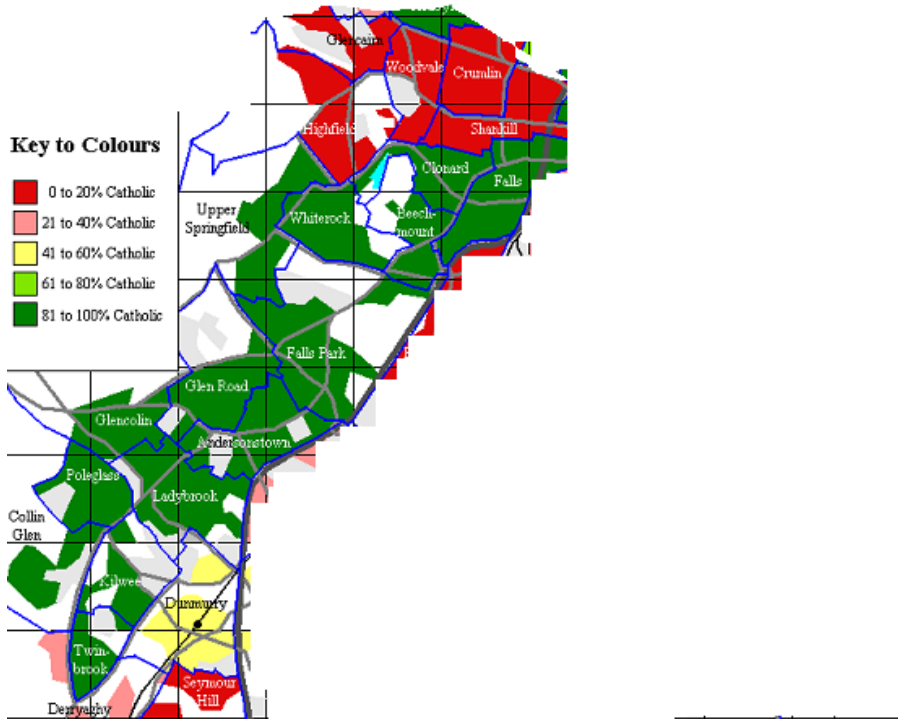 Glencairn
Woodvale
Crumlin
Highfield
Shankill
Key to Colours
0 to 20% Catholic
21 to 40% Catholic
41 to 60% Catholic
61 to 80% Catholic
81 to 100% Catholic
Clonard
Falls
Upper
Springfield
Whiterock
Beech-
mount
Falls Park
Glen Road
Glencolin
Andersonstown
Poleglass
Ladybrook
Collin
Glen
Kilwee
Dunmurry
Twin-
brook
Seymour
Hill
Derryaghy